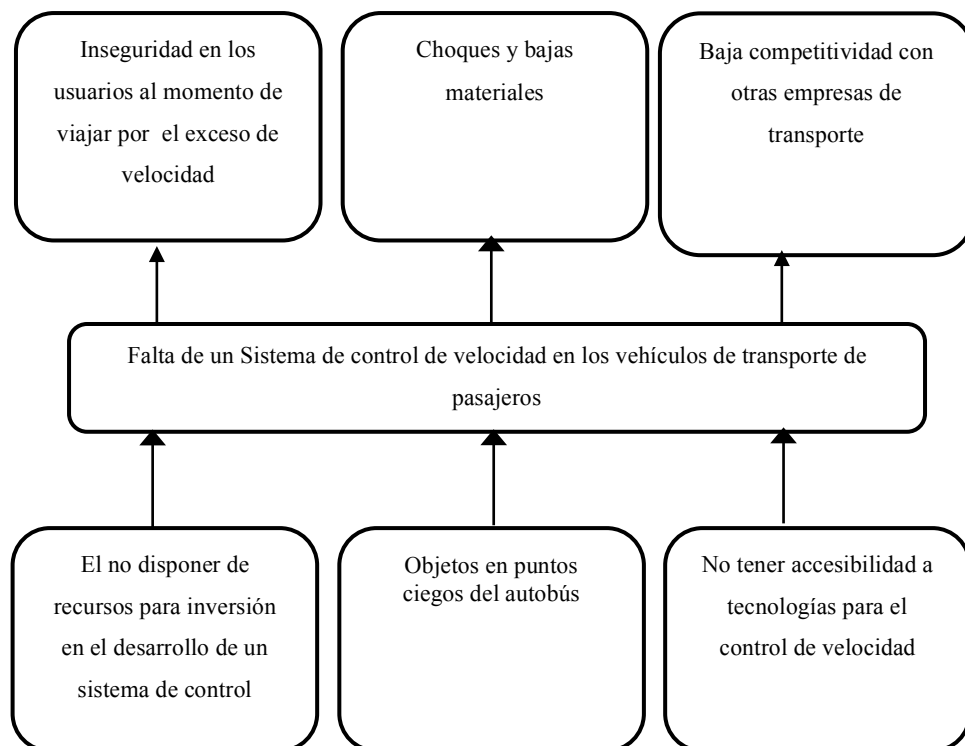 Inseguridad en los
usuarios al momento de
viajar por el exceso de
velocidad
Choques y bajas
materiales
Baja competitividad con
otras empresas de
transporte
Falta de un Sistema de control de velocidad en los vehículos de transporte de
pasajeros
El no disponer de
recursos para inversión
en el desarrollo de un
sistema de control
Objetos en puntos
ciegos del autobús
No tener accesibilidad a
tecnologías para el
control de velocidad